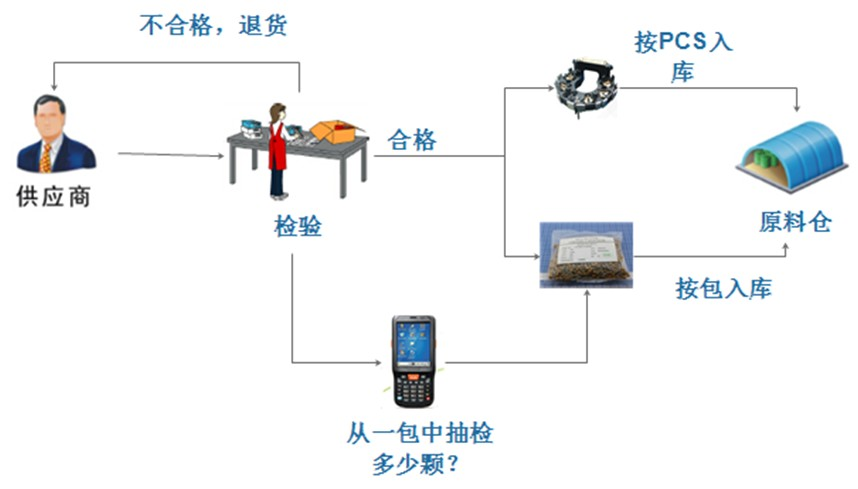 不合格，退货
按PCS入
库
供应商
合格
检验
原料仓
按包入库
从一包中抽检
多少颗？